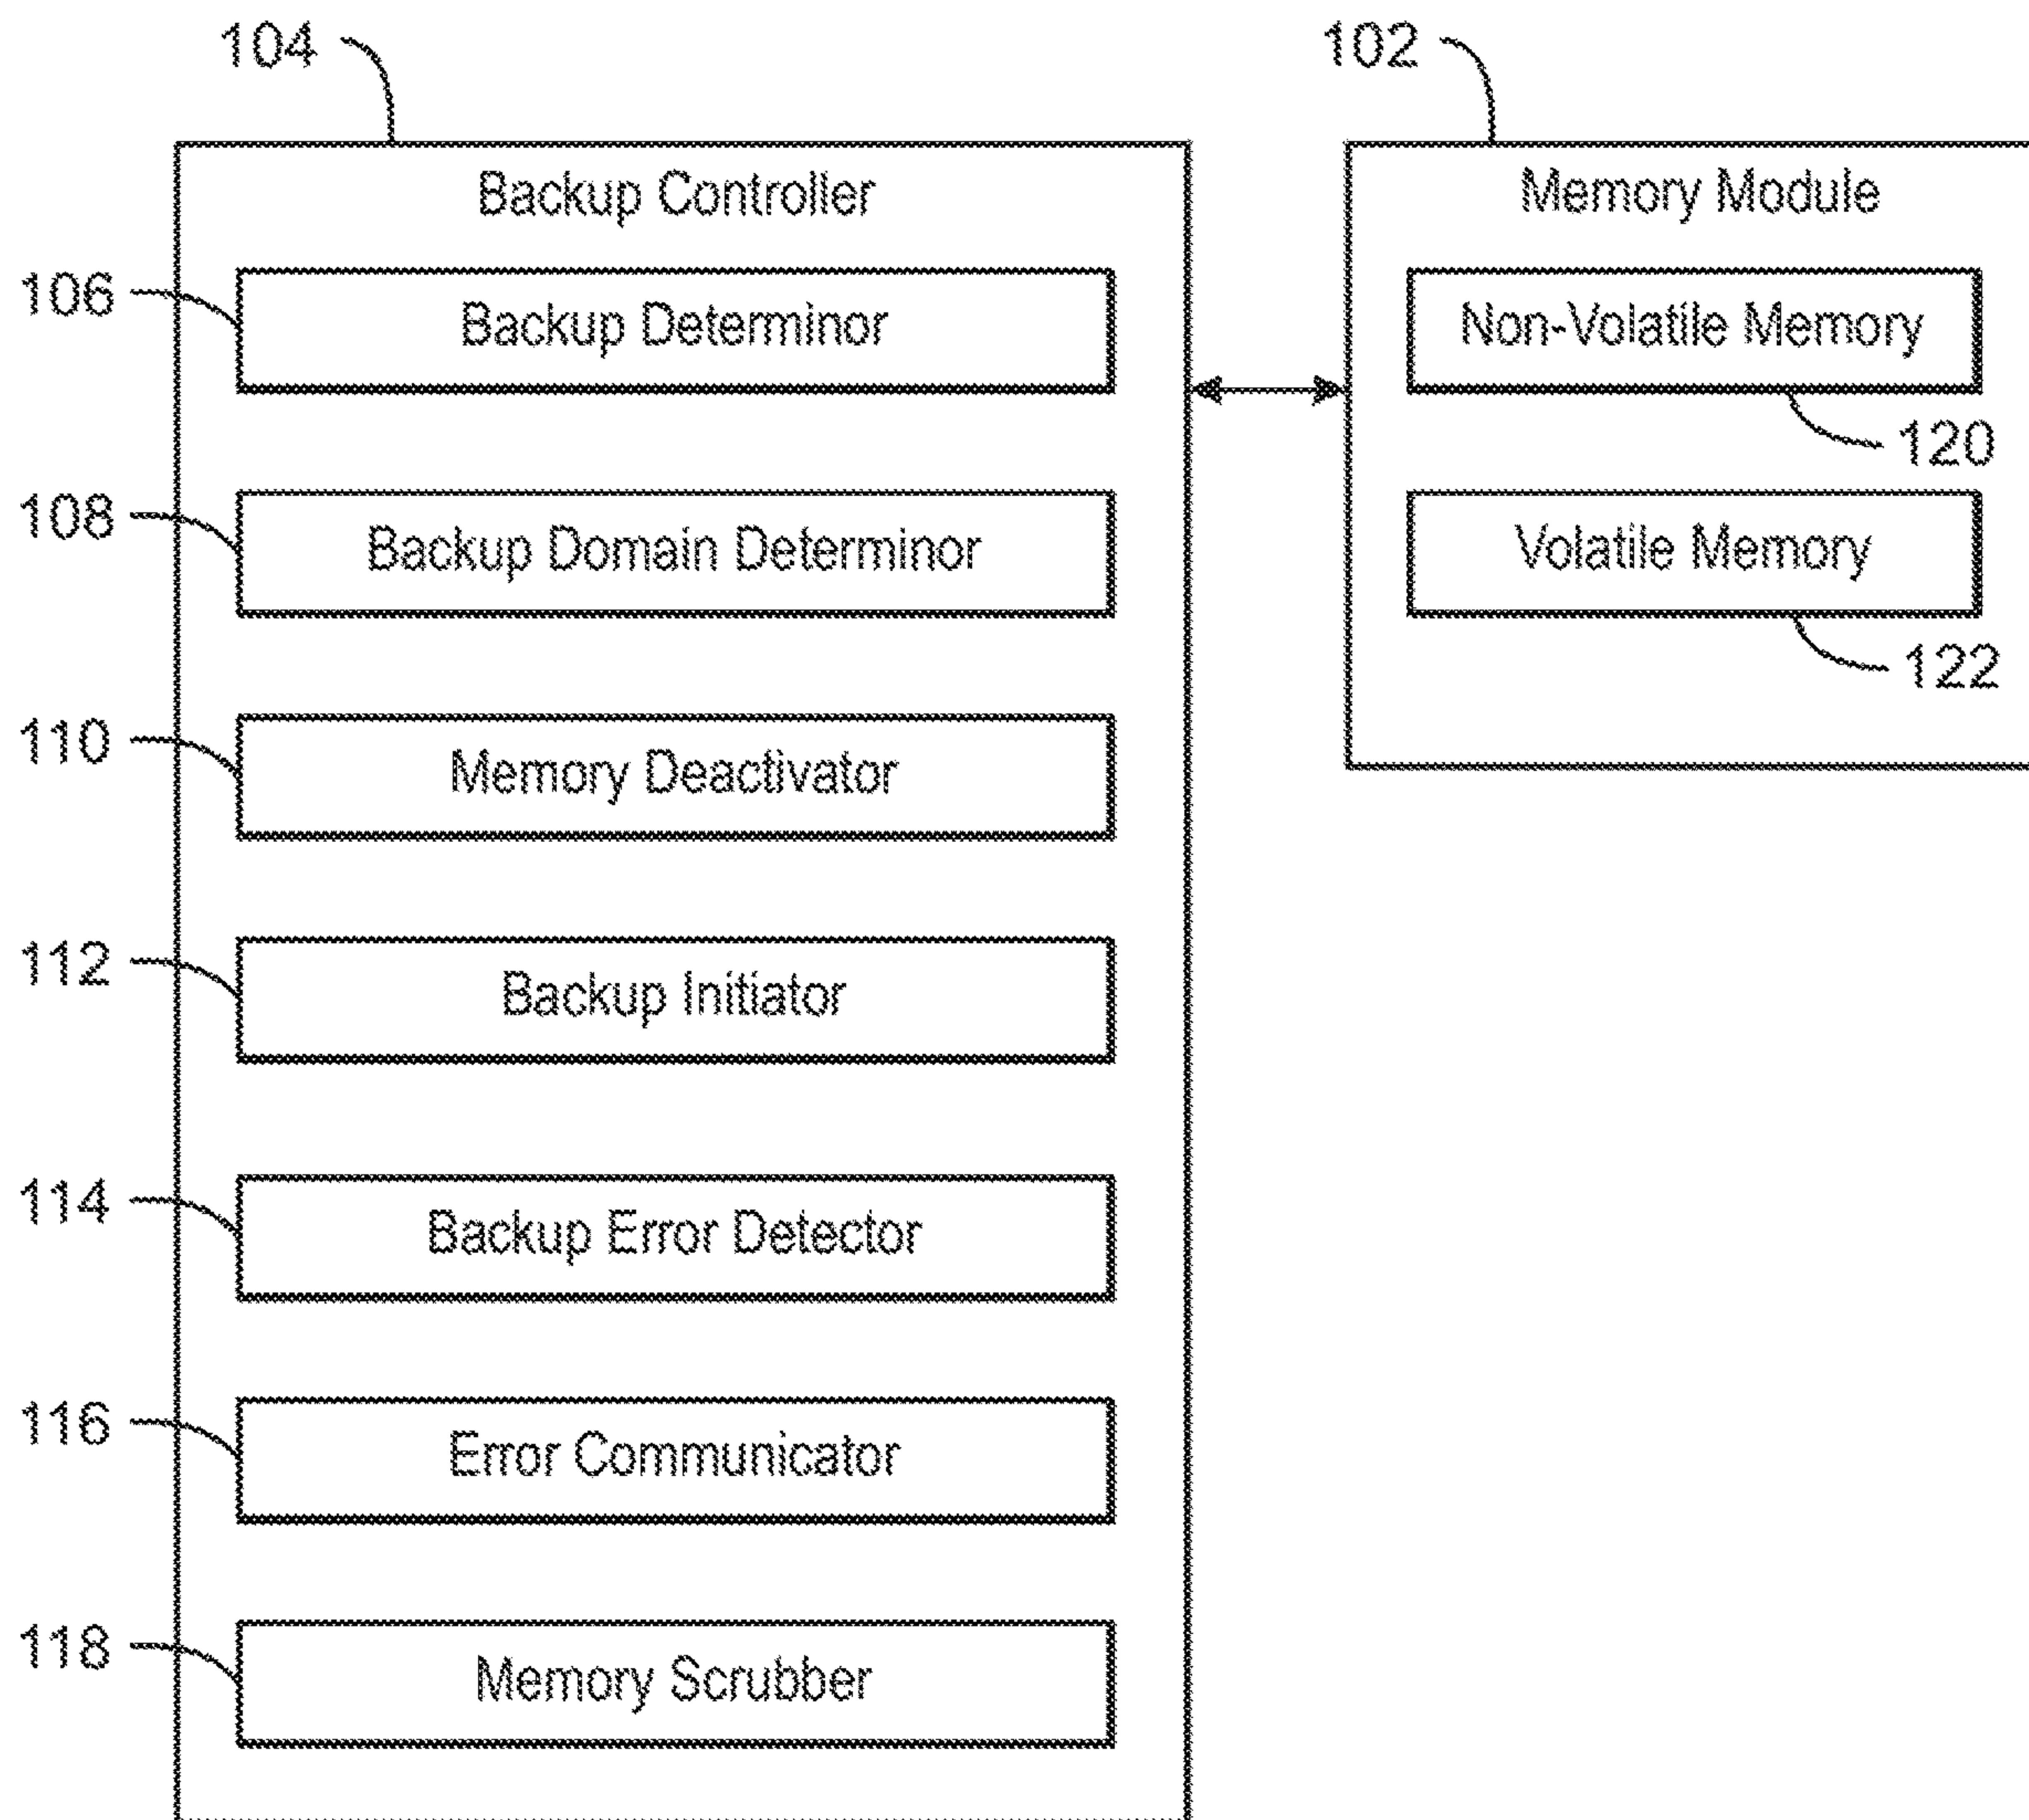 104
102
Backup Controller
Memory Module
106
Backup Determinor
Non-Volatile Memory
120
108
Backup Domain Determinor
Volatile Memory
122
110
Memory Deactivator
112
Backup Initiator
114
Backup Error Detector
116
Error Communicator
118
Memory Scrubber